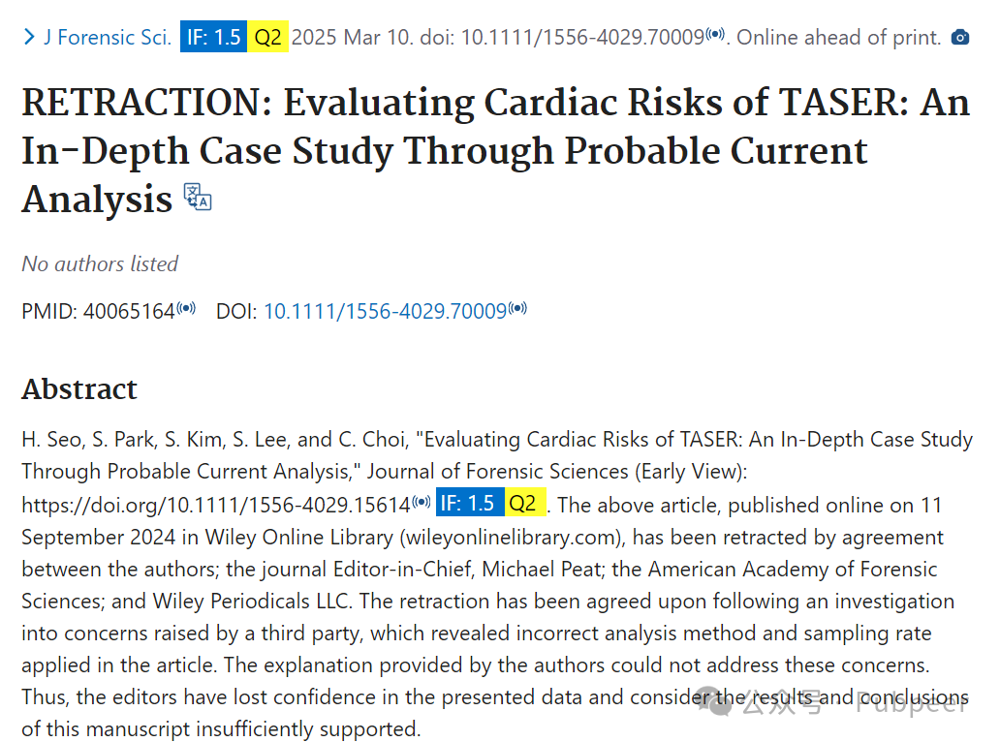 J Forensic Sci. IF: 1.5 Q2 2025 Mar 10. doi: 10.1111/1556-4029.70009. Online ahead of print.
RETRACTION: Evaluating Cardiac Risks of TASER: An
In-Depth Case Study Through Probable Current
Analysis
No authors listed
PMID: 40065164 DOI: 10.1111/1556-4029.70009
Abstract
H. Seo, S. Park, S. Kim, S. Lee, and C. Choi, "Evaluating Cardiac Risks of TASER: An In-Depth Case Study
Through Probable Current Analysis," Journal of Forensic Sciences (Early View):
https://doi.org/10.1111/1556-4029.15614 IF: 1.5 Q2 . The above article, published online on 11
September 2024 in Wiley Online Library (wileyonlinelibrary.com), has been retracted by agreement
between the authors; the journal Editor-in-Chief, Michael Peat; the American Academy of Forensic
Sciences; and Wiley Periodicals LLC. The retraction has been agreed upon following an investigation
into concerns raised by a third party, which revealed incorrect analysis method and sampling rate
applied in the article. The explanation provided by the authors could not address these concerns.
Thus, the editors have lost confidence in the presented data and consider the results and conclusions
of this manuscript insufficiently supported.
公众号 · Pubpeer